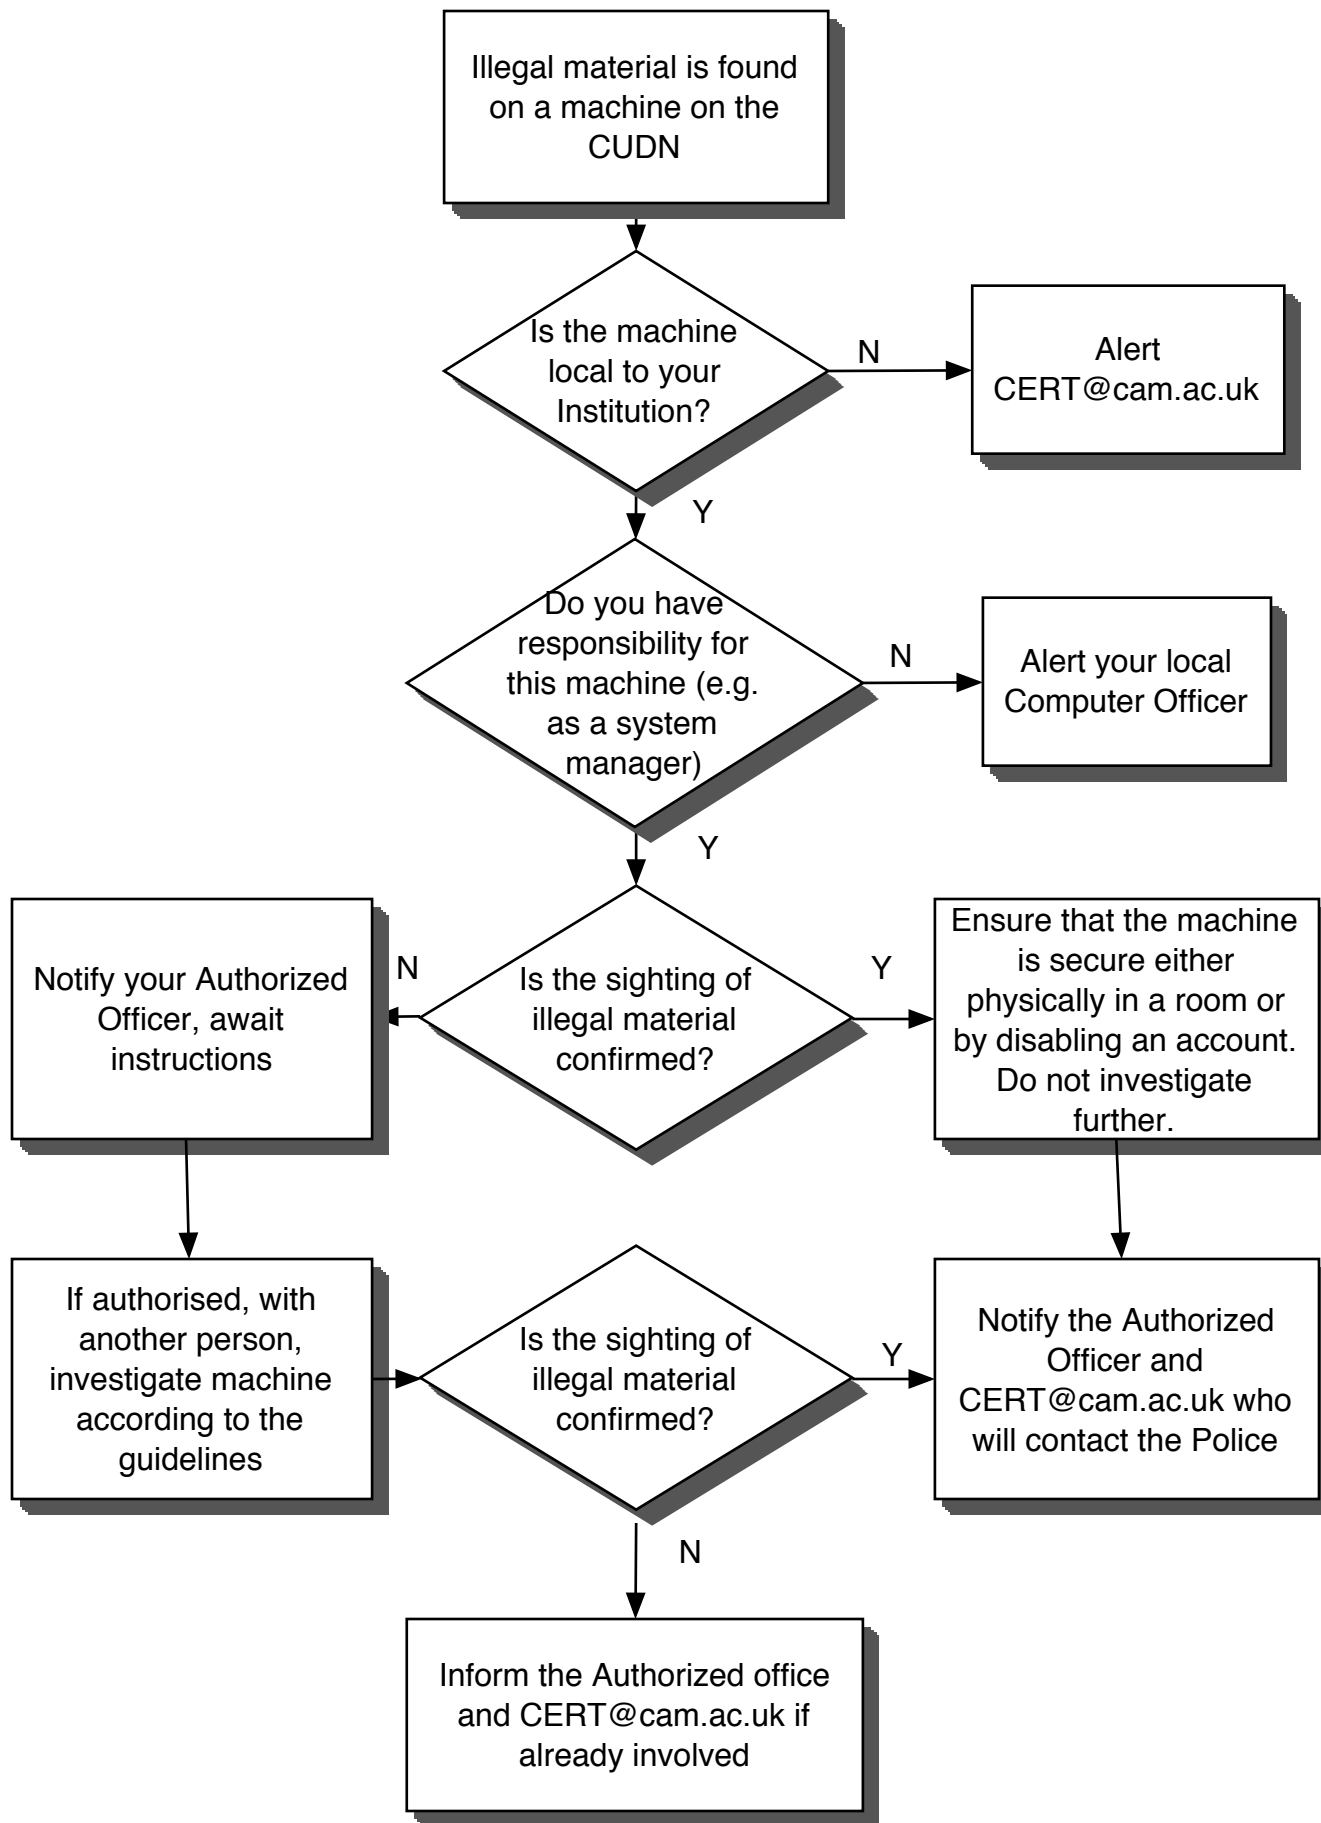 Illegal material is found
on a machine on the
CUDN
Is the machine
local to your
Institution?
N
Alert
CERT@cam.ac.uk
Y
Do you have
responsibility for
this machine (e.g.
as a system
manager)
N
Alert your local
Computer Officer
Y
Notify your Authorized
Officer, await
instructions
N
Is the sighting of
illegal material
confirmed?
Y
Ensure that the machine
is secure either
physically in a room or
by disabling an account.
Do not investigate
further.
If authorised, with
another person,
investigate machine
according to the
guidelines
Is the sighting of
illegal material
confirmed?
Y
Notify the Authorized
Officer and
CERT@cam.ac.uk who
will contact the Police
N
Inform the Authorized office
and CERT@cam.ac.uk if
already involved